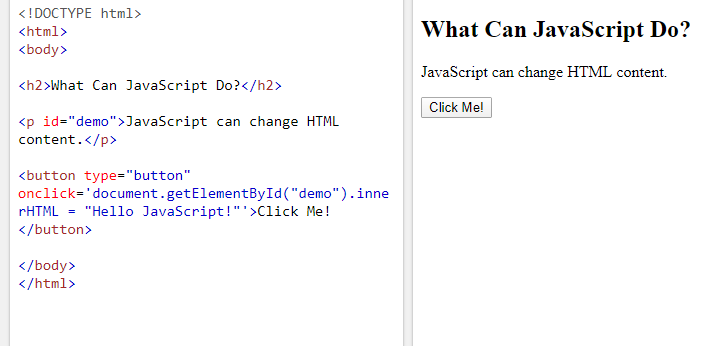 <!DOCTYPE html>
<html>
<body>
<h2>What Can JavaScript Do?</h2>
<p id="demo">JavaScript can change HTML
content.</p>
<button type="button"
onclick='document.getElementById("demo").inne
rHTML = "Hello JavaScript!"'>Click Me!
</button>
</body>
</html>
What Can JavaScript Do?
JavaScript can change HTML content.
Click Me!